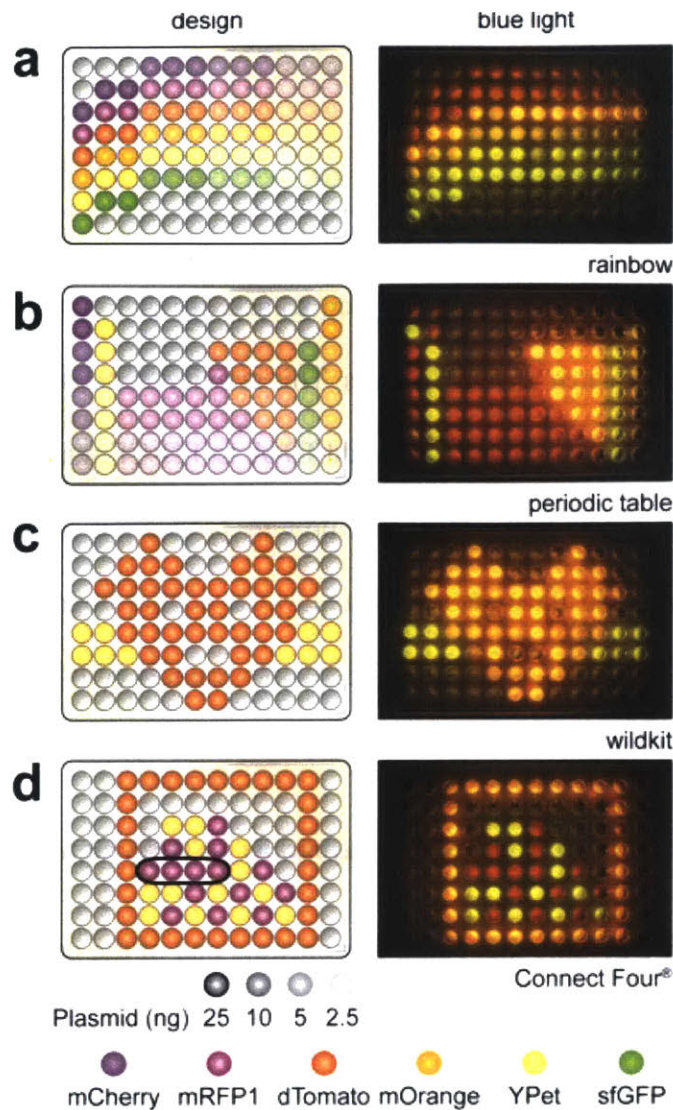 design blue light
a
rainbow
b
periodic table
c
wildkit
d
Connect Four®
Plasmid (ng) 25 10 5 2.5
mCherry mRFP1 dTomato mOrange YPet sfGFP